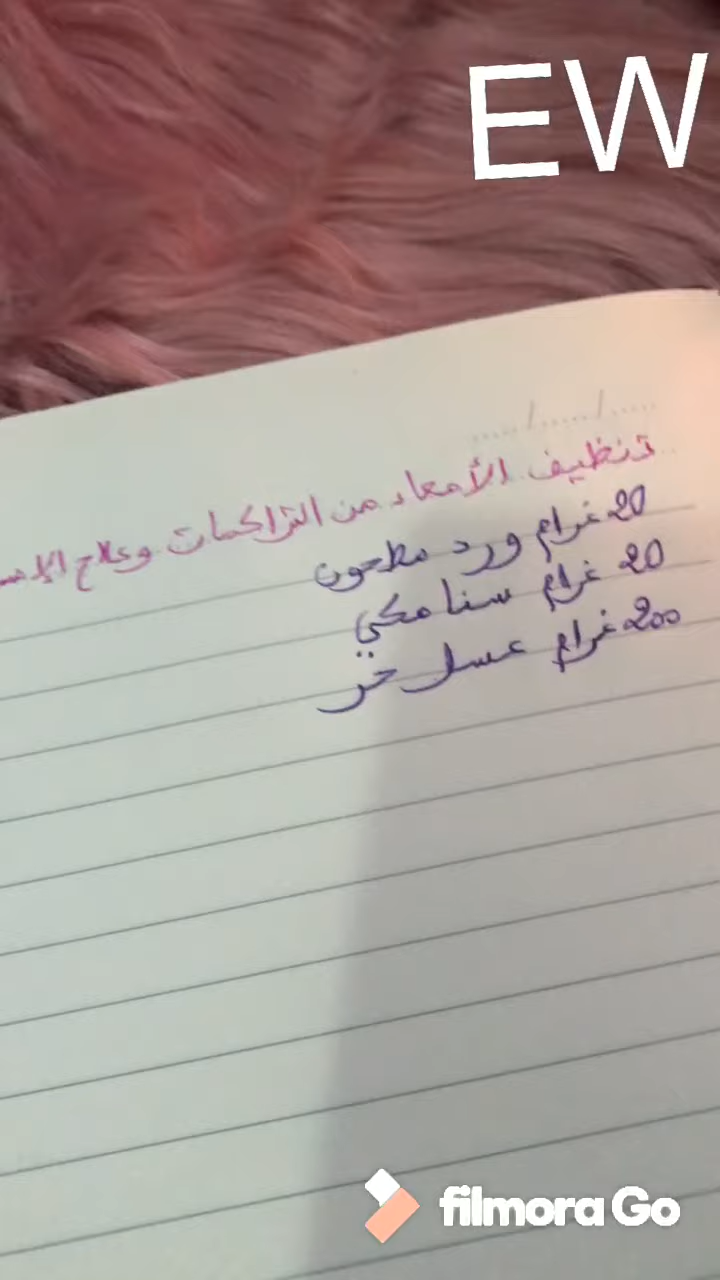 EW
تنظيف الأمعاء من التراكمات وعلاج
20 غرام ورد مطحون
20 غرام سنا مكي
200 غرام عسل حر
filmora Go